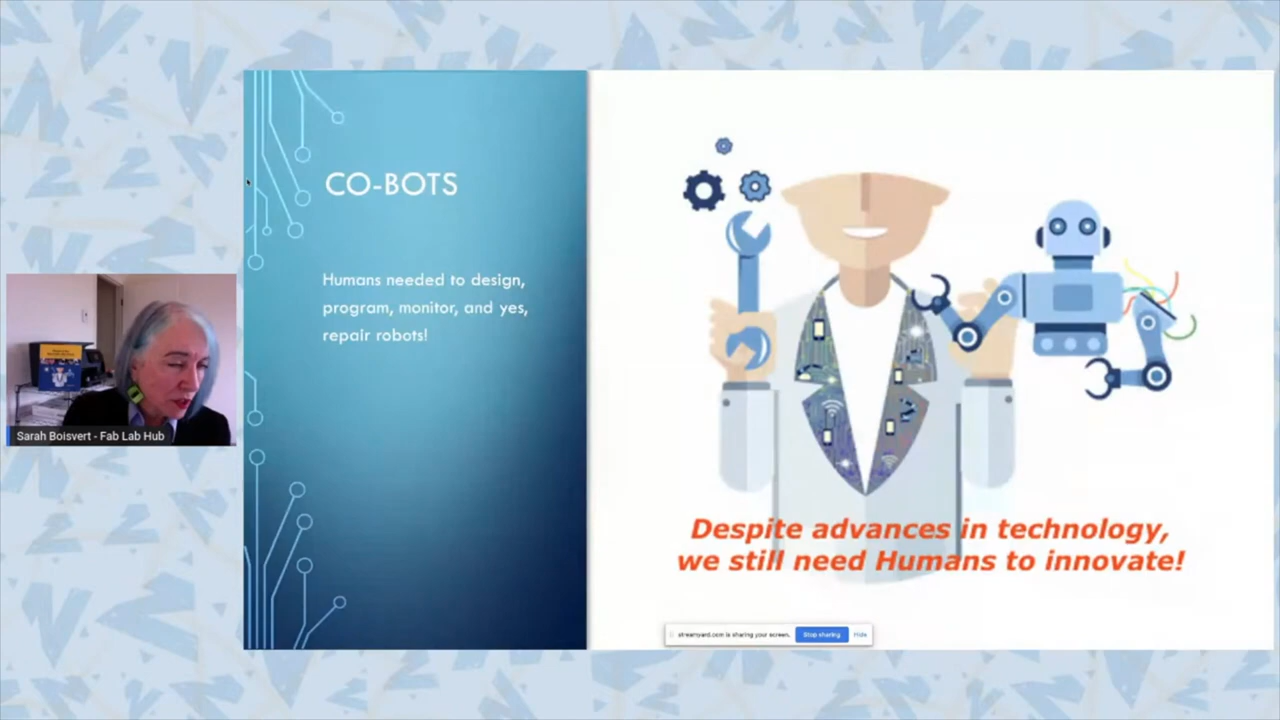 CO-BOTS
Humans needed to design,
program, monitor, and yes,
repair robots!
Despite advances in technology,
we still need Humans to innovate!
Sarah Boisvert - Fab Lab Hub
streamyard.com is sharing your screen.
Stop sharing
Hide